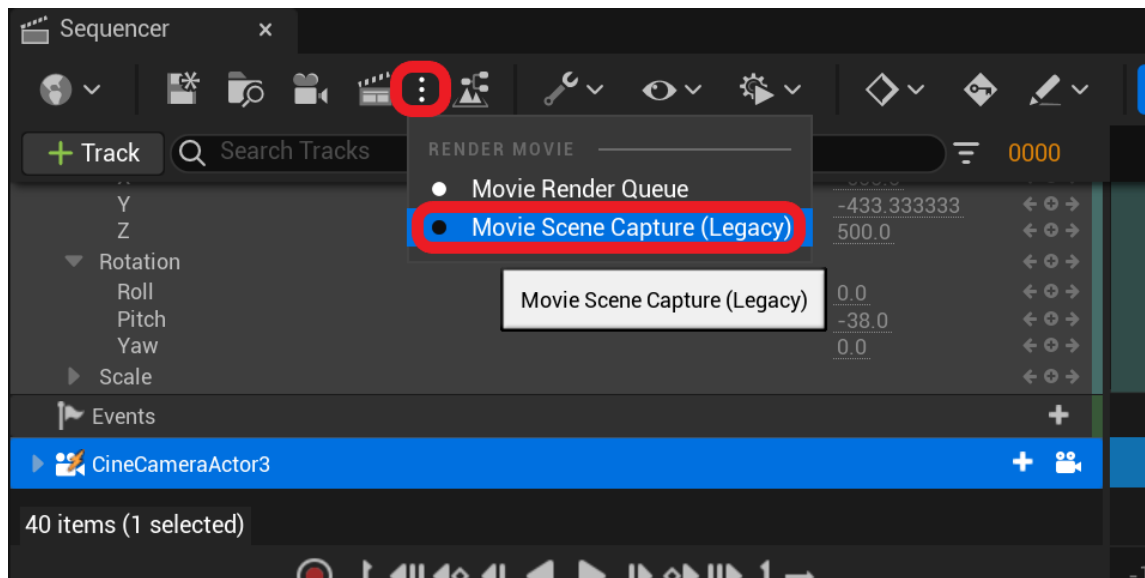 Sequencer
+ Track
Search Tracks
0000
RENDER MOVIE
Movie Render Queue
Movie Scene Capture (Legacy)
Y
-433.333333
Z
500.0
Rotation
Movie Scene Capture (Legacy)
Roll
0.0
Pitch
-38.0
Yaw
0.0
Scale
Events
CineCameraActor3
40 items (1 selected)